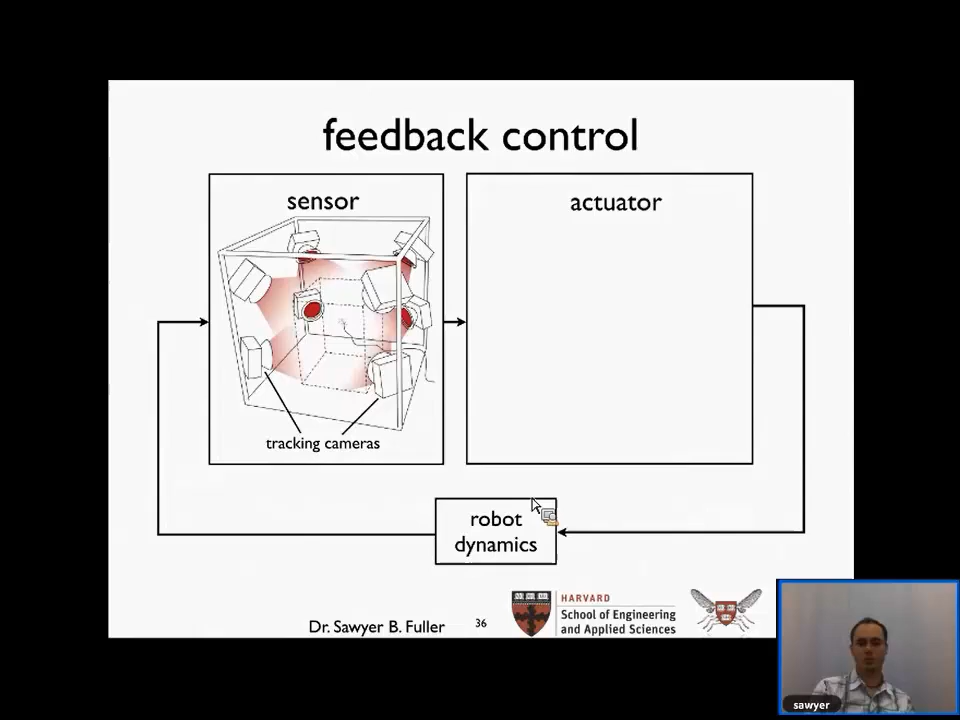 feedback control
sensor
actuator
tracking cameras
robot
dynamics
Dr. Sawyer B. Fuller
36
HARVARD
School of Engineering
and Applied Sciences
sawyer